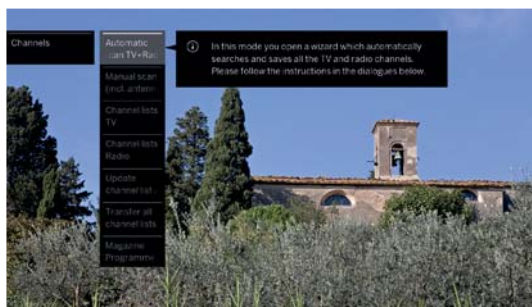 Channels
Automatic
scan TV+Rad
In this mode you open a wizard which automatically
searches and saves all the TV and radio channels.
Please follow the instructions in the dialogues below.
Manual scan
(incl. antenn
Channel lists
TV
Channel lists
Radio
Update
channel list
Transfer all
channel lists
Magazine
Programme